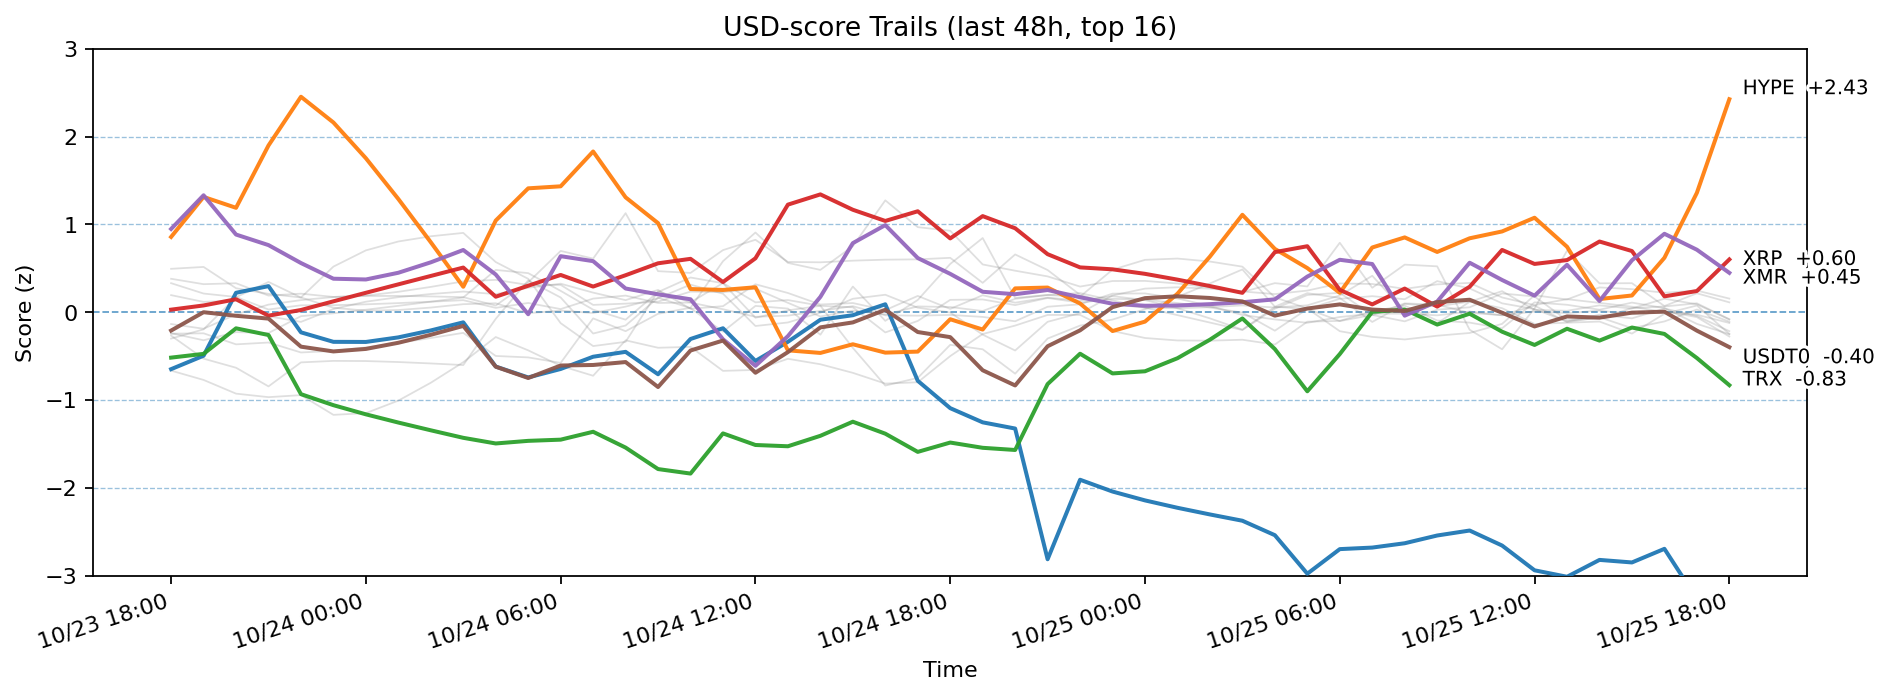 USD-score Trails (last 48h, top 16)
Score (z)
3
2
1
0
−1
−2
−3
HYPE +2.43
XRP +0.60
XMR +0.45
USDT0 -0.40
TRX -0.83
10/23 18:00
10/24 00:00
10/24 06:00
10/24 12:00
10/24 18:00
10/25 00:00
10/25 06:00
10/25 12:00
10/25 18:00
Time